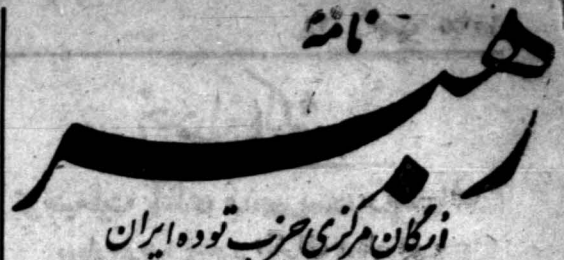 نامهٔ
رهبر
ارگان مرکزی حزب توده ایران